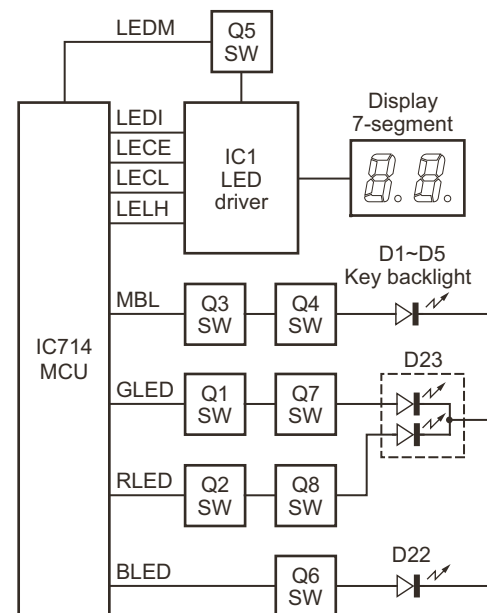 LEDM
Q5
SW
Display
7-segment
LEDI
LECE
LECL
LELH
IC1
LED
driver
8.8.
D1~D5
Key backlight
MBL
Q3
SW
Q4
SW
IC714
MCU
D23
GLED
Q1
SW
Q7
SW
RLED
Q2
SW
Q8
SW
D22
BLED
Q6
SW